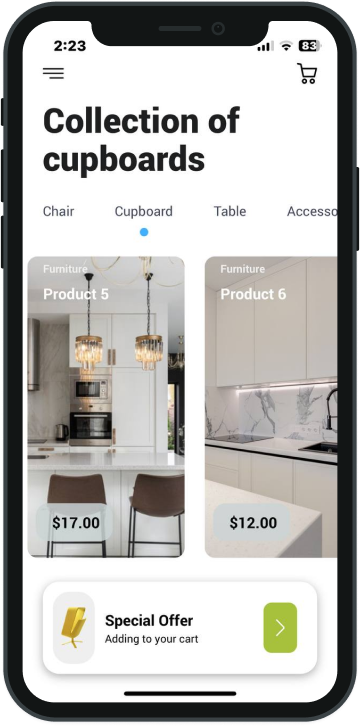 2:23
83
Collection of
cupboards
Chair
Cupboard
Table
Accesso
Furniture
Product 5
$17.00
Furniture
Product 6
$12.00
Special Offer
Adding to your cart